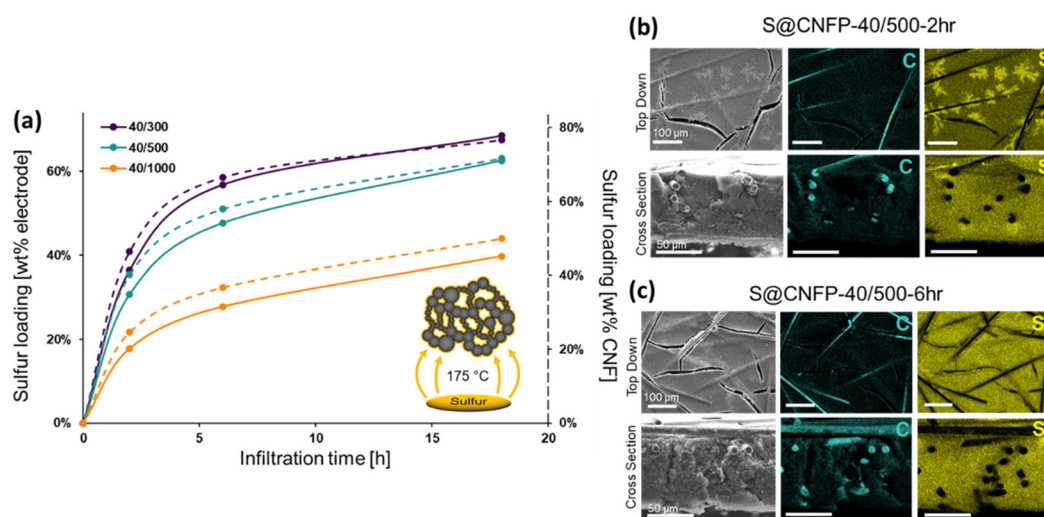 (a)
40/300
40/500
40/1000
Sulfur loading [wt% electrode]
60%
40%
20%
0%
0
5
10
15
20
Infiltration time [h]
80%
60%
40%
20%
0%
Sulfur loading [wt% CNF]
175 °C
Sulfur
(b)
S@CNFP-40/500-2hr
Top Down
100 µm
C
S
Cross Section
50 µm
C
S
(c)
S@CNFP-40/500-6hr
Top Down
100 µm
C
S
Cross Section
50 µm
C
S